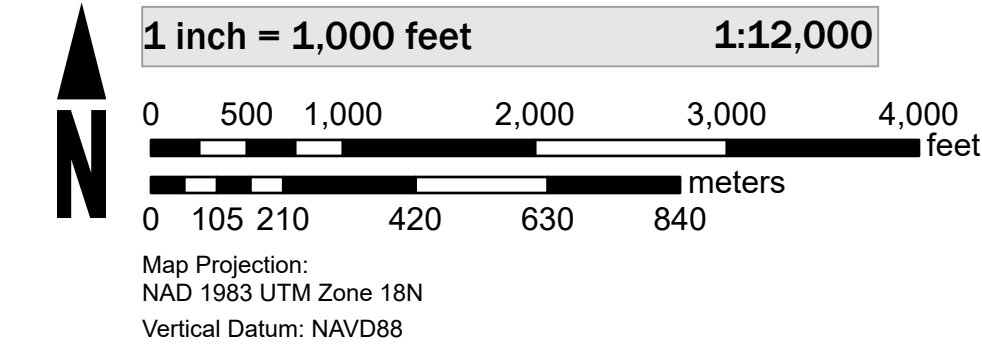 1 inch = 1,000 feet 1:12,000
0 500 1,000 2,000 3,000 4,000
feet
N
meters
0 105 210 420 630 840
Map Projection:
NAD 1983 UTM Zone 18N
Vertical Datum: NAVD88